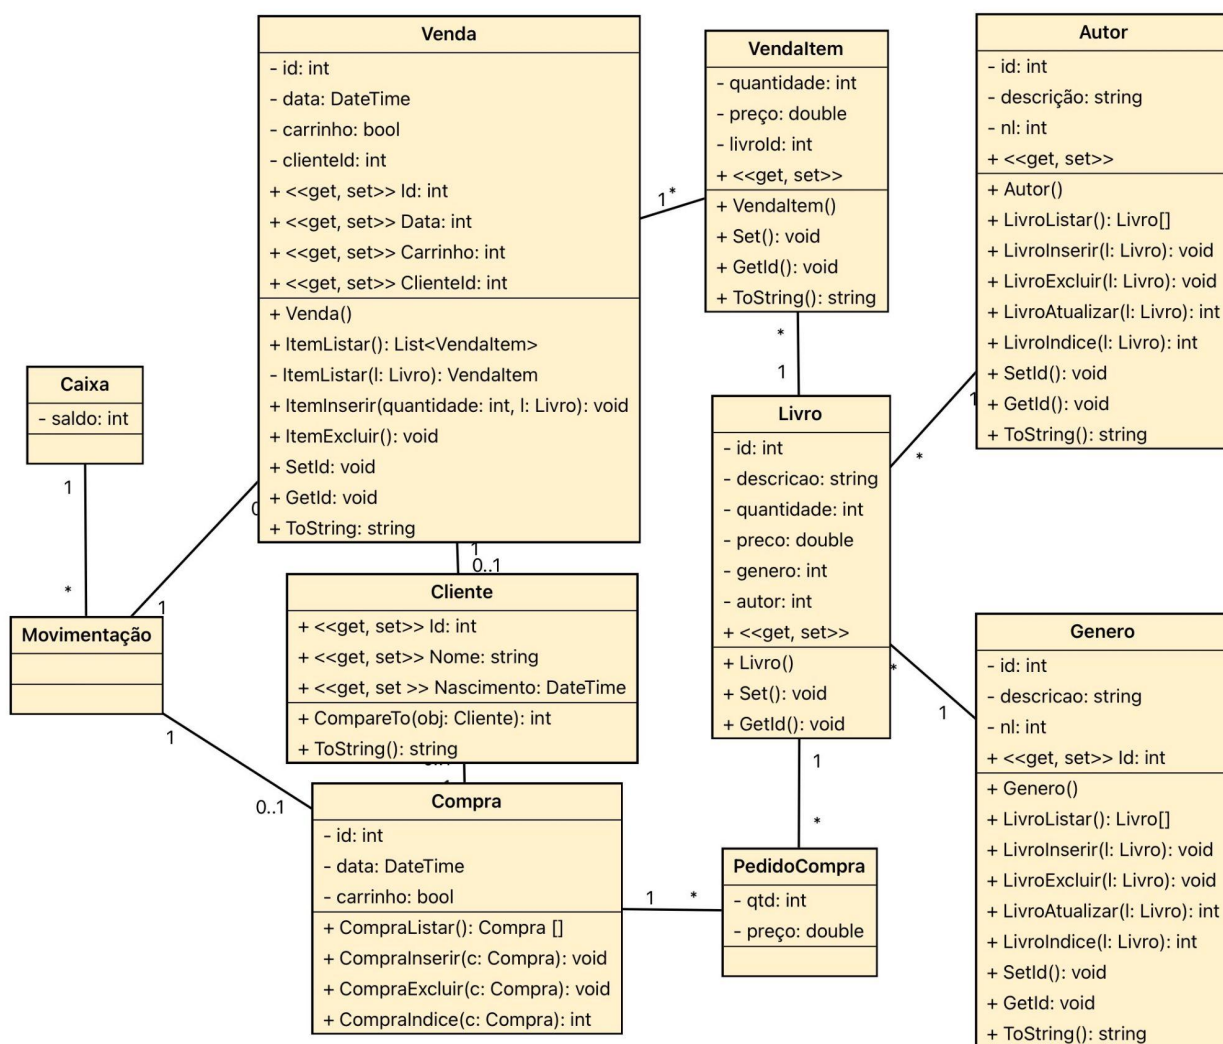 Venda
- id: int
- data: DateTime
- carrinho: bool
- clienteId: int
+ <<get, set>> Id: int
+ <<get, set>> Data: int
+ <<get, set>> Carrinho: int
+ <<get, set>> ClienteId: int
+ Venda()
+ ItemListar(): List<VendaItem>
- ItemListar(l: Livro): VendaItem
+ ItemInserir(quantidade: int, l: Livro): void
+ ItemExcluir(): void
+ SetId: void
+ GetId: void
+ ToString: string
1
*
VendaItem
- quantidade: int
- preço: double
- livroId: int
+ <<get, set>>
+ VendaItem()
+ Set(): void
+ GetId(): void
+ ToString(): string
*
1
Autor
- id: int
- descrição: string
- nl: int
+ <<get, set>>
+ Autor()
+ LivroListar(): Livro[]
+ LivroInserir(l: Livro): void
+ LivroExcluir(l: Livro): void
+ LivroAtualizar(l: Livro): int
+ LivroIndice(l: Livro): int
+ SetId(): void
+ GetId(): void
+ ToString(): string
1
*
Caixa
- saldo: int
1
*
Movimentação
1
1
0..1
1
0..1
Cliente
+ <<get, set>> Id: int
+ <<get, set>> Nome: string
+ <<get, set >> Nascimento: DateTime
+ CompareTo(obj: Cliente): int
+ ToString(): string
Livro
- id: int
- descricao: string
- quantidade: int
- preco: double
- genero: int
- autor: int
+ <<get, set>>
+ Livro()
+ Set(): void
+ GetId(): void
*
1
1
*
Genero
- id: int
- descricao: string
- nl: int
+ <<get, set>> Id: int
+ Genero()
+ LivroListar(): Livro[]
+ LivroInserir(l: Livro): void
+ LivroExcluir(l: Livro): void
+ LivroAtualizar(l: Livro): int
+ LivroIndice(l: Livro): int
+ SetId(): void
+ GetId: void
+ ToString(): string
Compra
- id: int
- data: DateTime
- carrinho: bool
+ CompraListar(): Compra []
+ CompraInserir(c: Compra): void
+ CompraExcluir(c: Compra): void
+ CompraIndice(c: Compra): int
1
*
PedidoCompra
- qtd: int
- preço: double